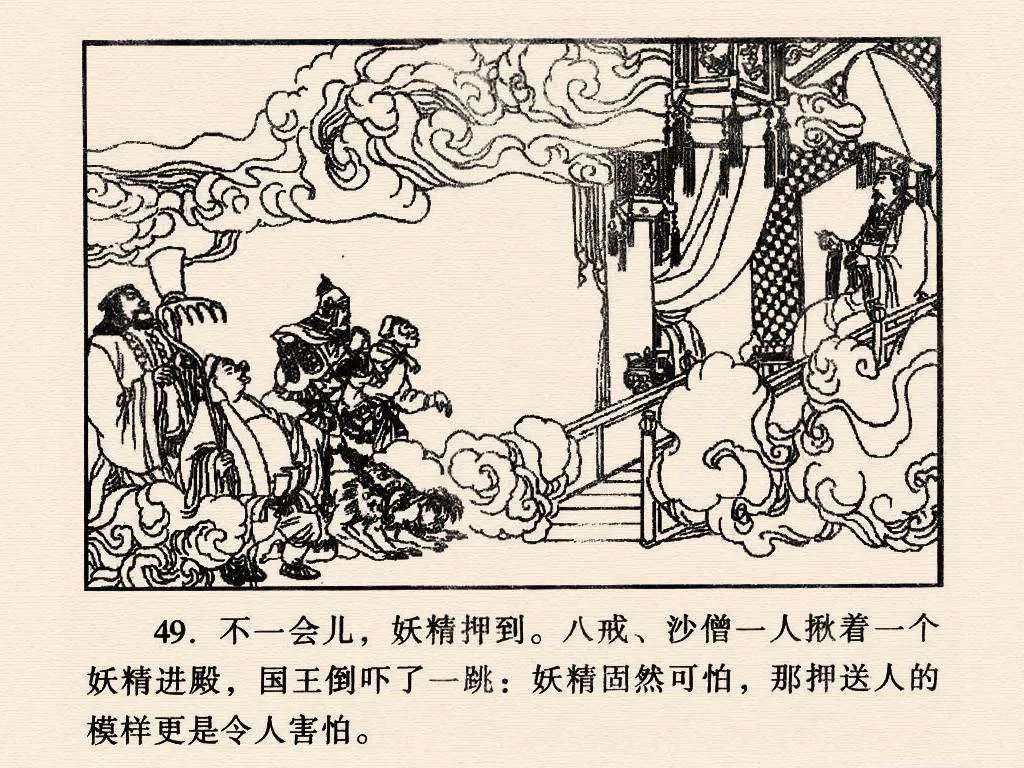 49. 不一会儿，妖精押到。八戒、沙僧一人揪着一个
妖精进殿，国王倒吓了一跳：妖精固然可怕，那押送人的
模样更是令人害怕。